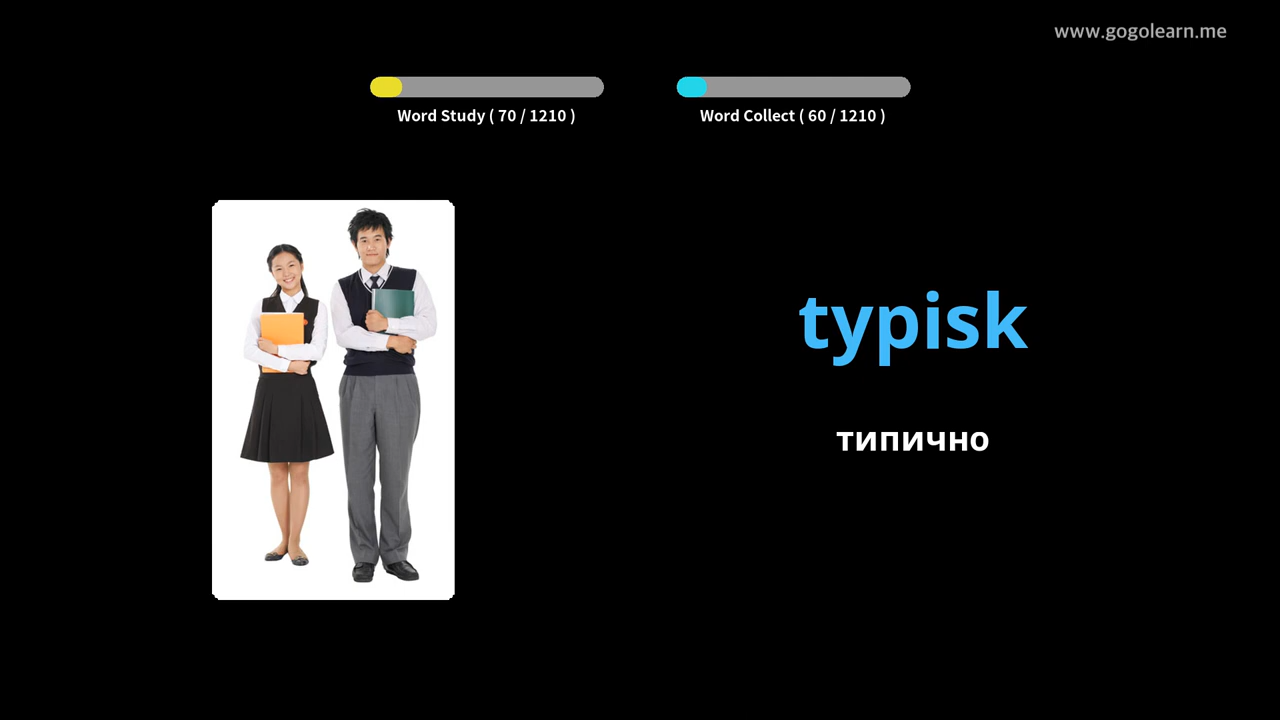 www.gogolearn.me
Word Study ( 70 / 1210 )
Word Collect ( 60 / 1210 )
typisk
типично